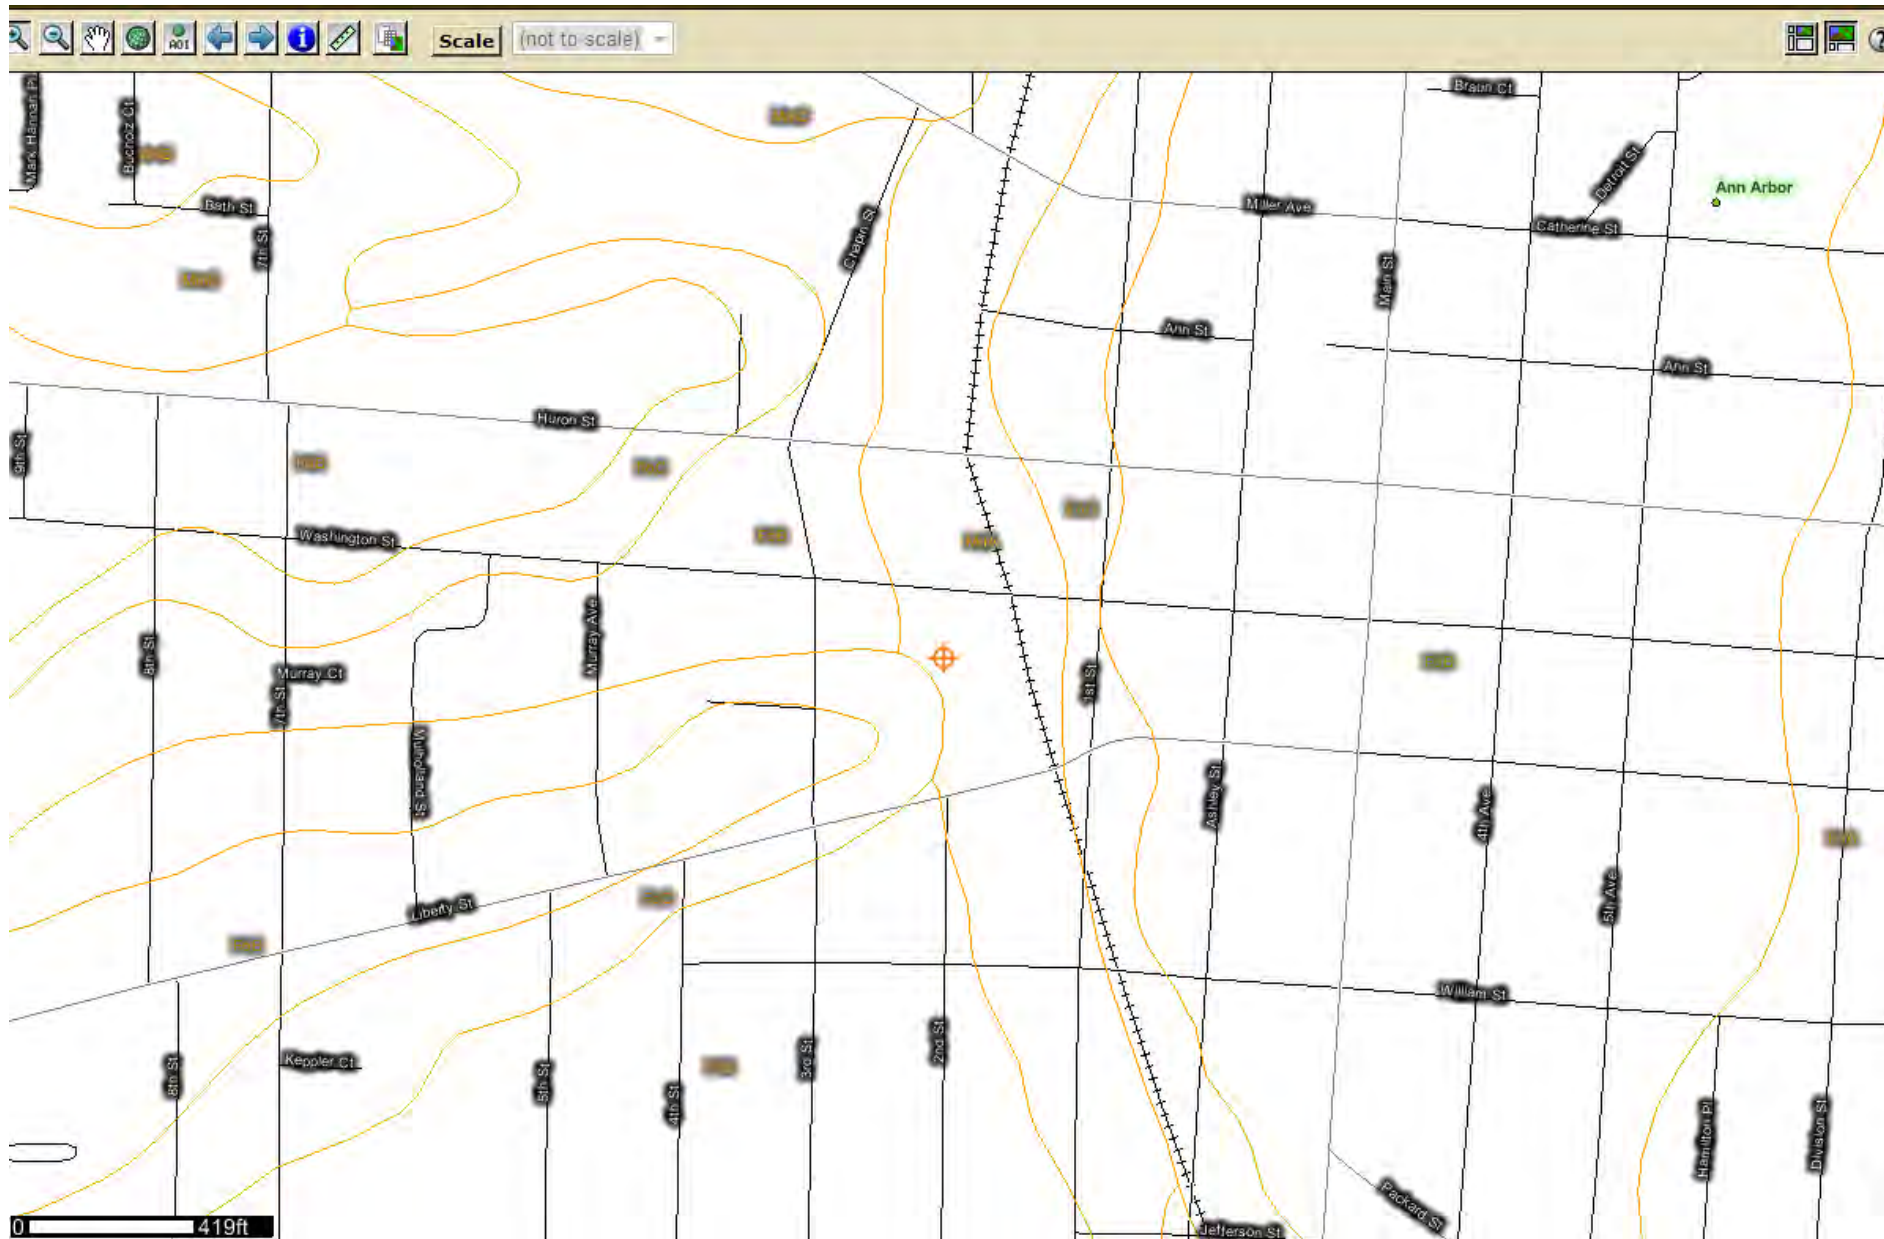 AOI
Scale
(not to scale)
Mark Hannan Pl
Bucholz Ct
Braun Ct
Detroit St
Ann Arbor
Bath St
Miller Ave
Catherine St
Chapin St
7th St
Main St
Ann St
Ann St
Huron St
9th St
Washington St
8th St
Murray Ave
Murray Ct
7th St
1st St
Mulholland St
Ashley St
4th Ave
5th Ave
Liberty St
William St
8th St
Keppler Ct
5th St
4th St
3rd St
2nd St
Hamilton Pl
Division St
Packard St
Jefferson St
0 419ft